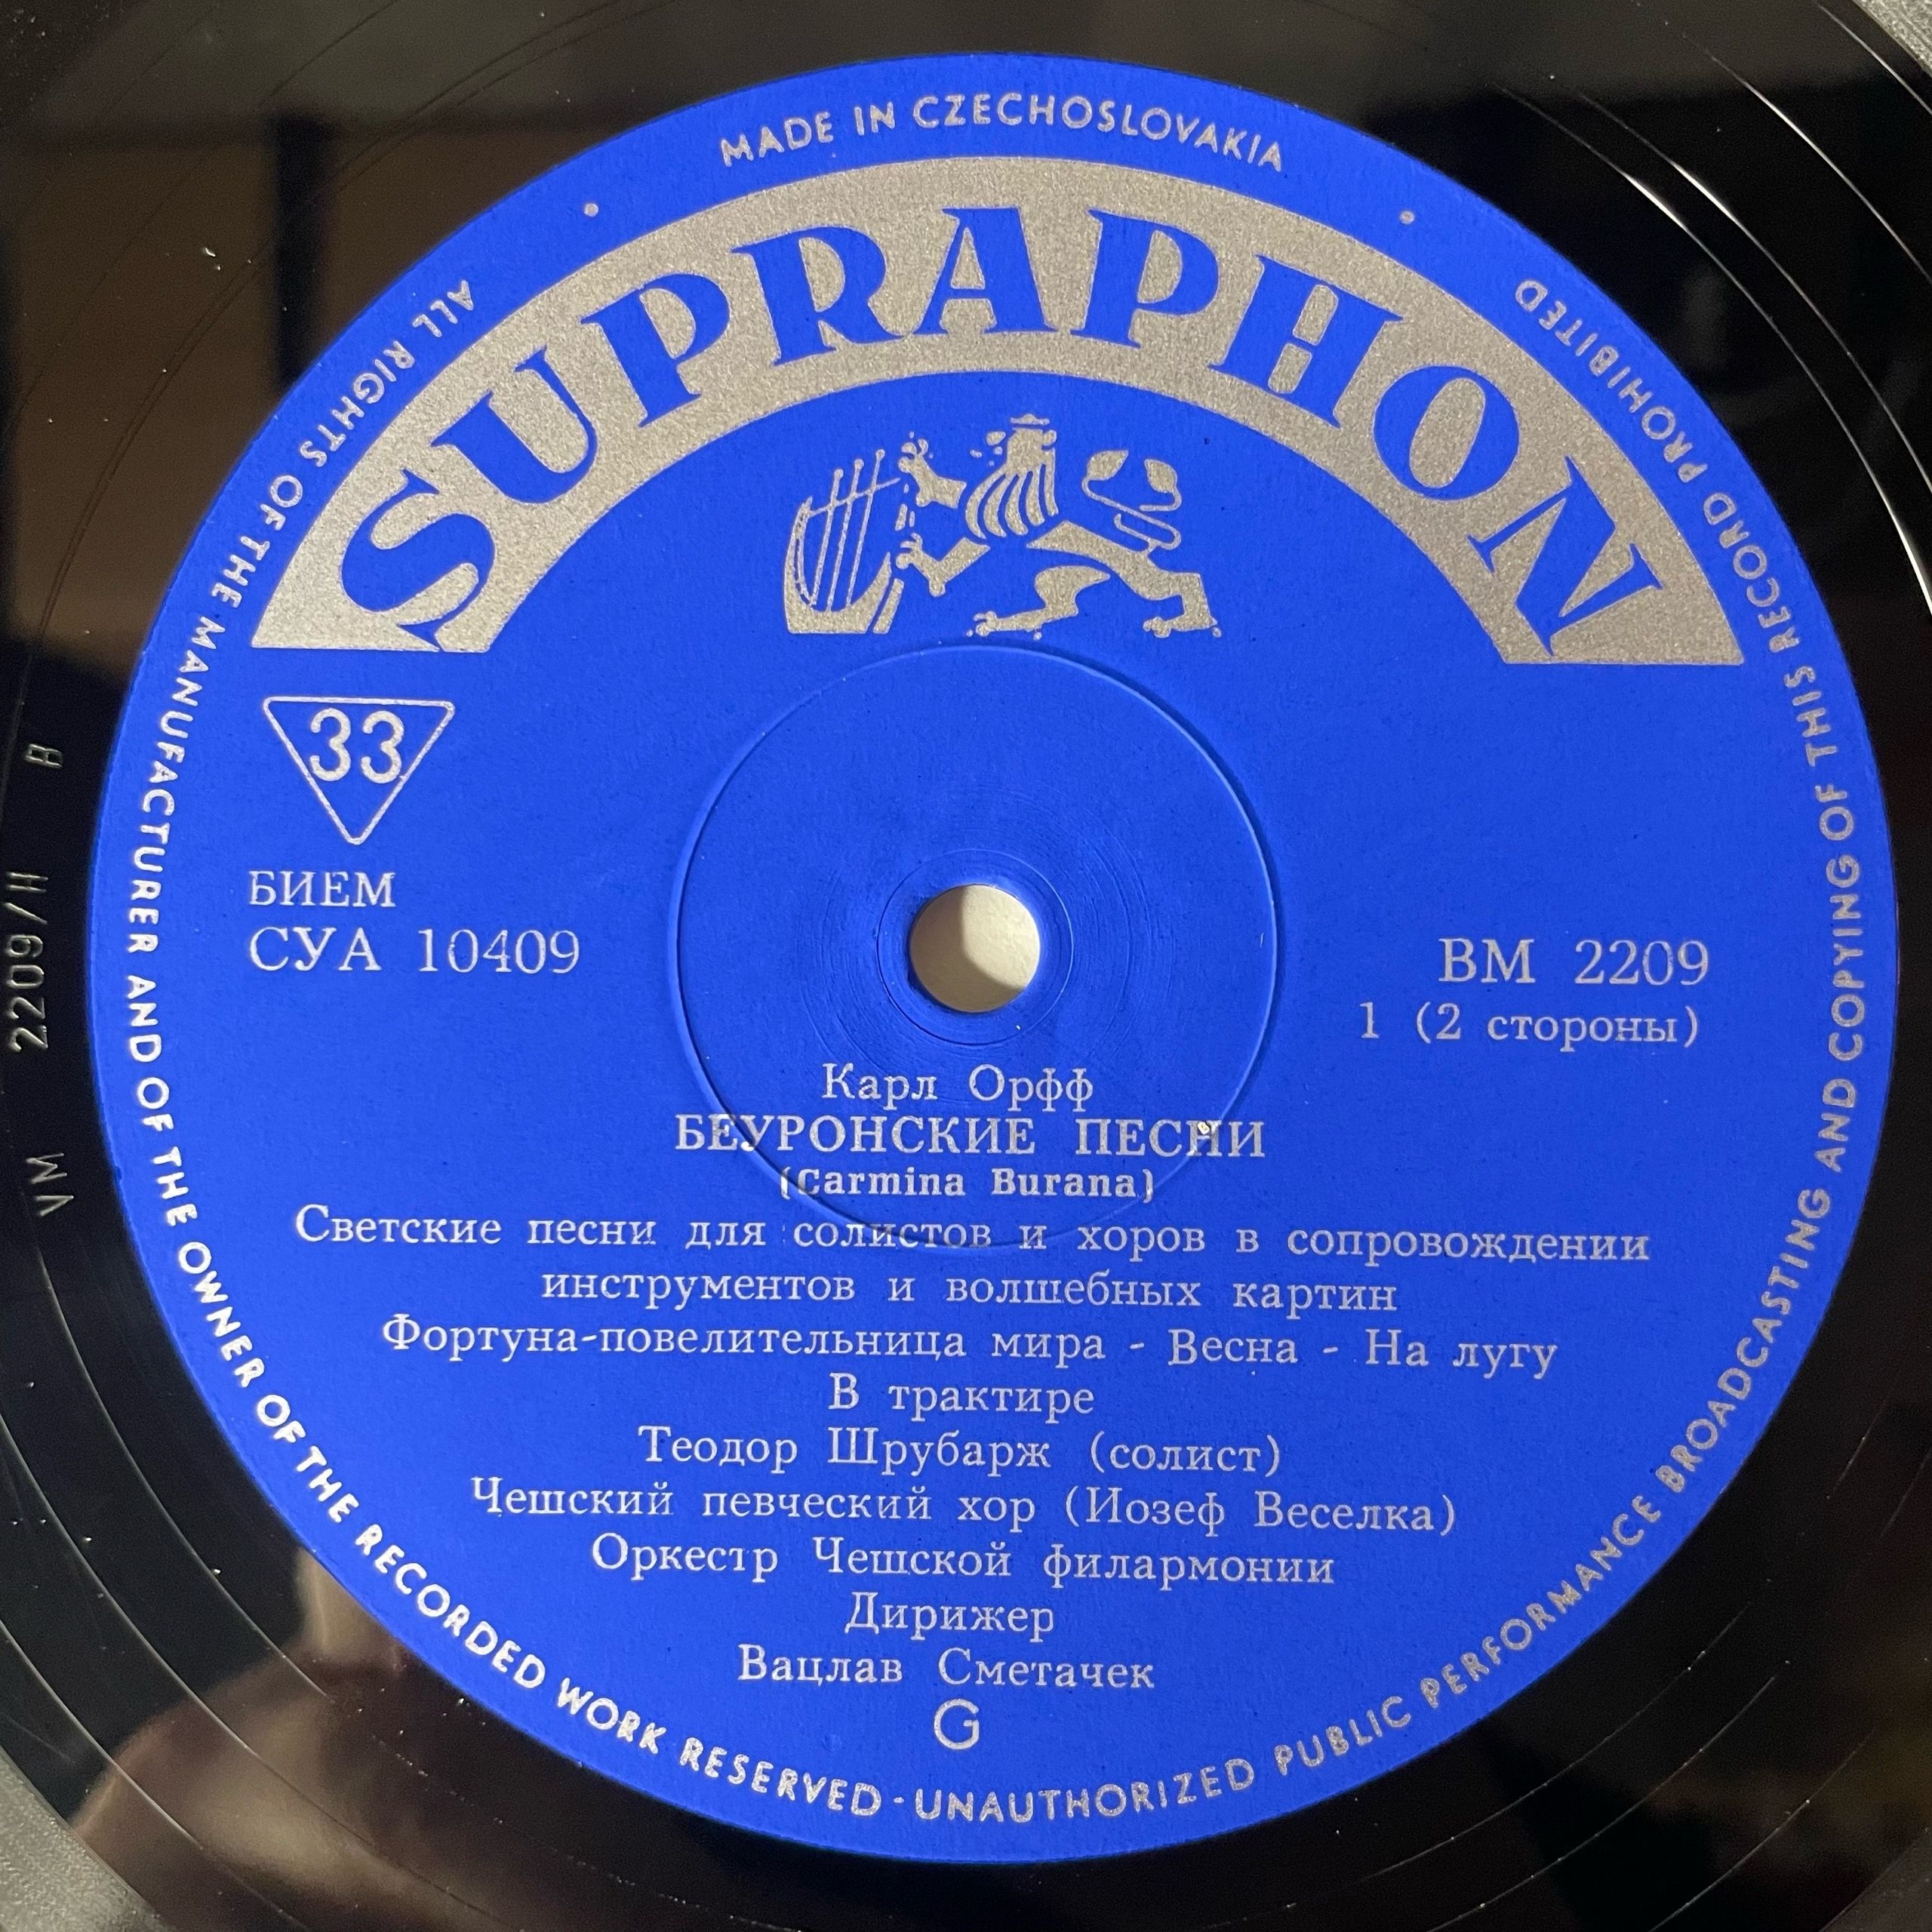 MADE IN CZECHOSLOVAKIA
SUPRAPHON
33
БИЕМ
СУА 10409
ВМ 2209
1 (2 стороны)
Карл Орфф
БЕУРОНСКИЕ ПЕСНИ
(Carmina Burana)
Светские песни для солистов и хоров в сопровождении
инструментов и волшебных картин
Фортуна-повелительница мира - Весна - На лугу
В трактире
Теодор Шрубарж (солист)
Чешский певческий хор (Иозеф Веселка)
Оркестр Чешской филармонии
Дирижер
Вацлав Сметачек
G
ALL RIGHTS OF THE MANUFACTURER AND OF THE OWNER OF THE RECORDED WORK RESERVED - UNAUTHORIZED PUBLIC PERFORMANCE BROADCASTING AND COPYING OF THIS RECORD PROHIBITED
VM 2209/H B